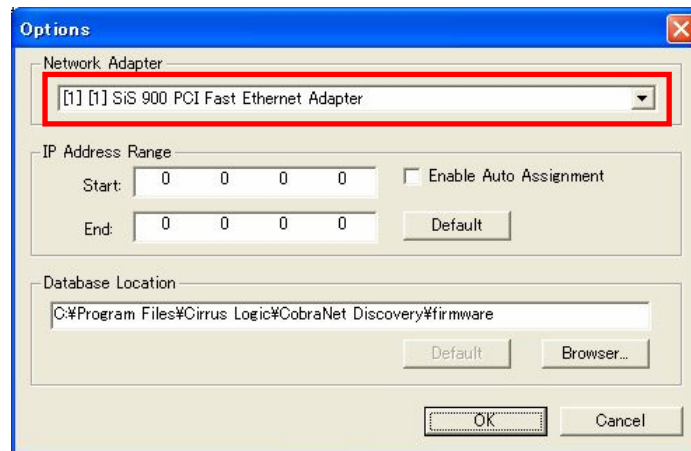 Options
Network Adapter
[1] [1] SiS 900 PCI Fast Ethernet Adapter
IP Address Range
Start: 0 0 0 0 Enable Auto Assignment
End: 0 0 0 0 Default
Database Location
C:¥Program Files¥Cirrus Logic¥CobraNet Discovery¥firmware
Default Browser...
OK Cancel